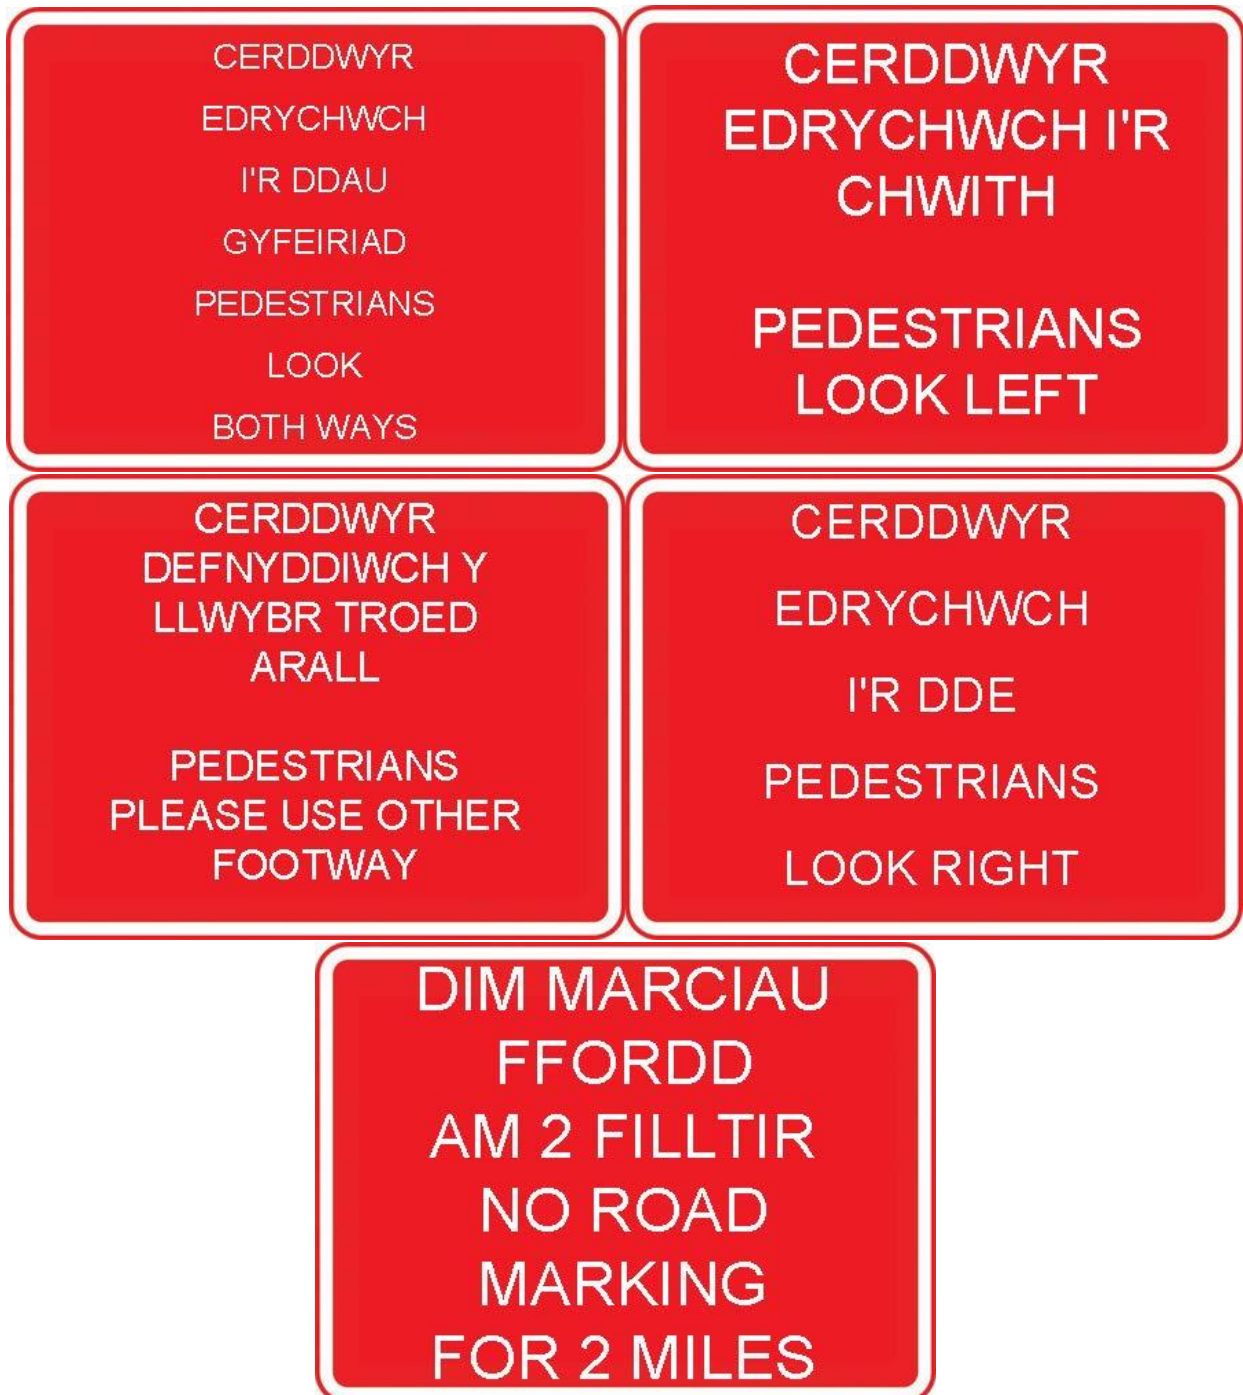 CERDDWYR
EDRYCHWCH
I'R DDAU
GYFEIRIAD
PEDESTRIANS
LOOK
BOTH WAYS
CERDDWYR
EDRYCHWCH I'R
CHWITH
PEDESTRIANS
LOOK LEFT
CERDDWYR
DEFNYDDIWCH Y
LLWYBR TROED
ARALL
PEDESTRIANS
PLEASE USE OTHER
FOOTWAY
CERDDWYR
EDRYCHWCH
I'R DDE
PEDESTRIANS
LOOK RIGHT
DIM MARCIAU
FFORDD
AM 2 FILLTIR
NO ROAD
MARKING
FOR 2 MILES